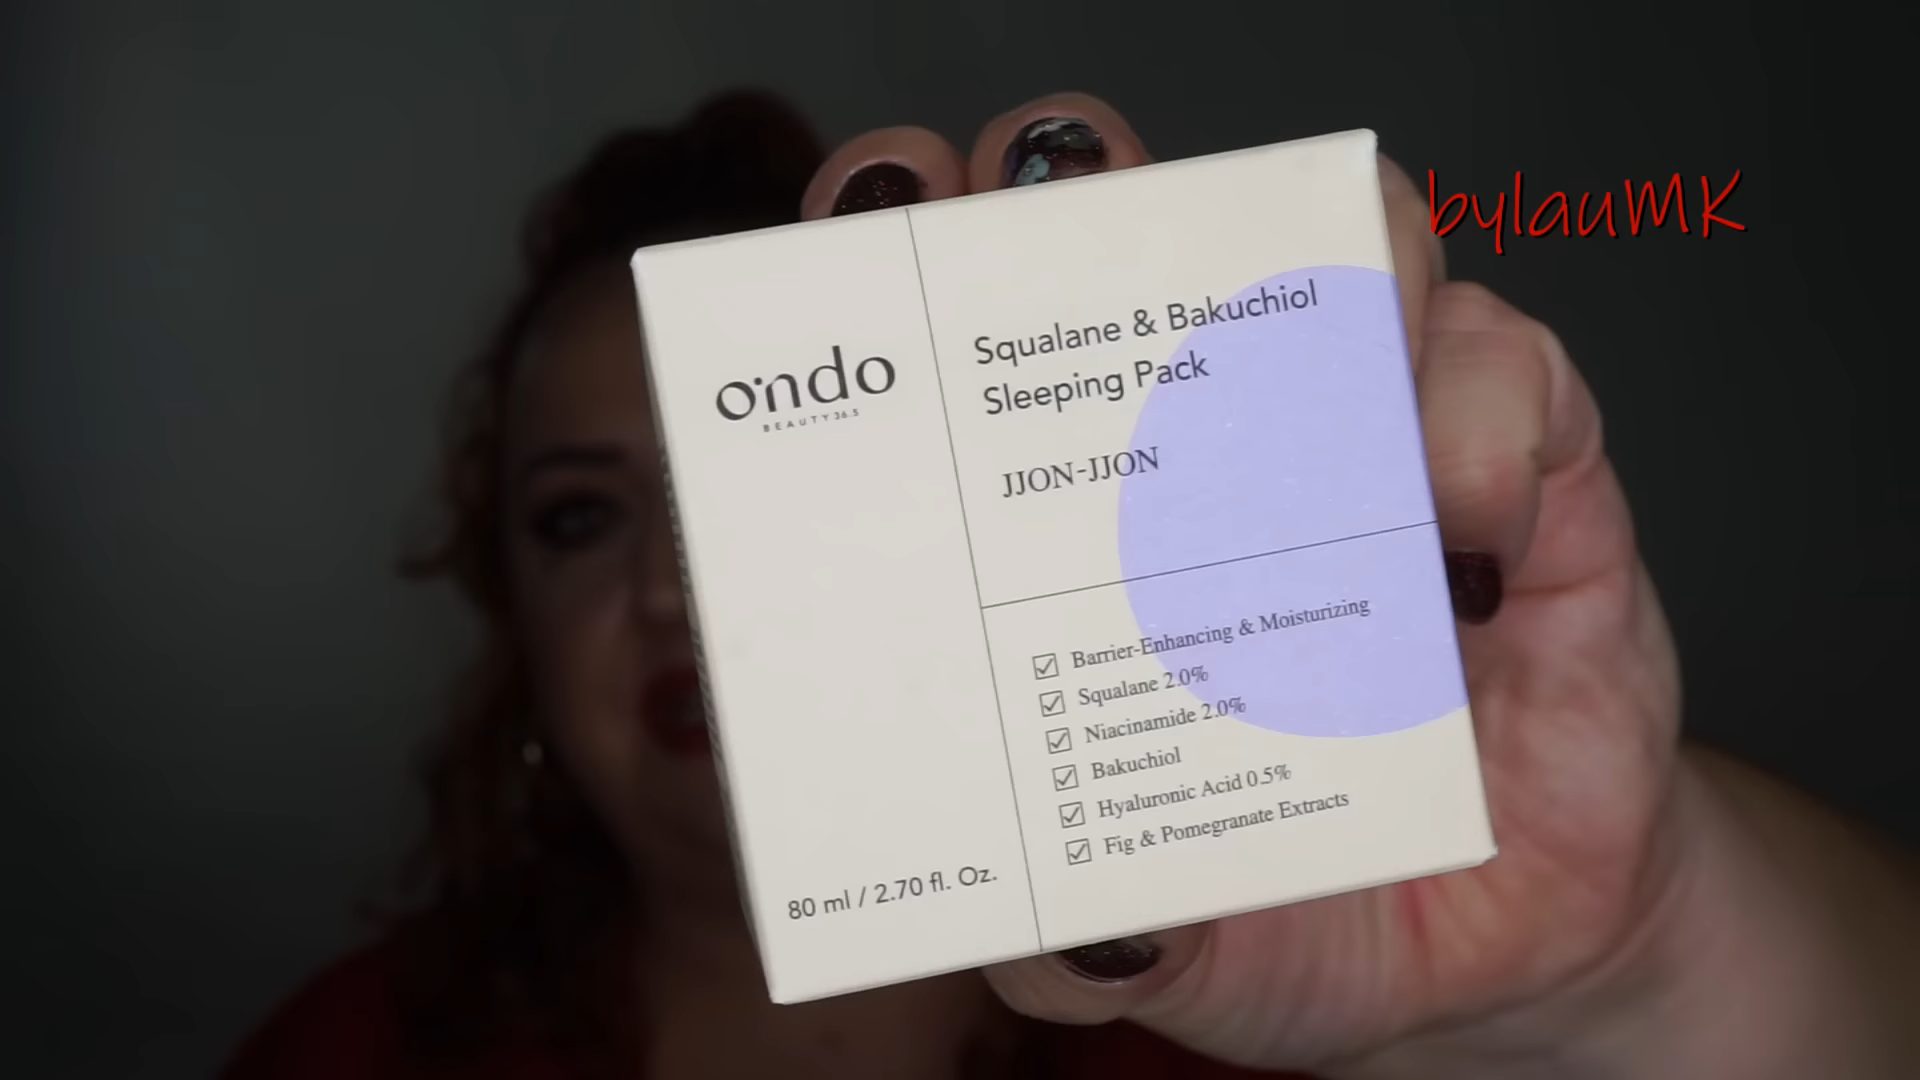 bylauMK
o'ndo
BEAUTY 36.5
Squalane & Bakuchiol
Sleeping Pack
JJON-JJON
Barrier-Enhancing & Moisturizing
Squalane 2.0%
Niacinamide 2.0%
Bakuchiol
Hyaluronic Acid 0.5%
Fig & Pomegranate Extracts
80 ml / 2.70 fl. Oz.